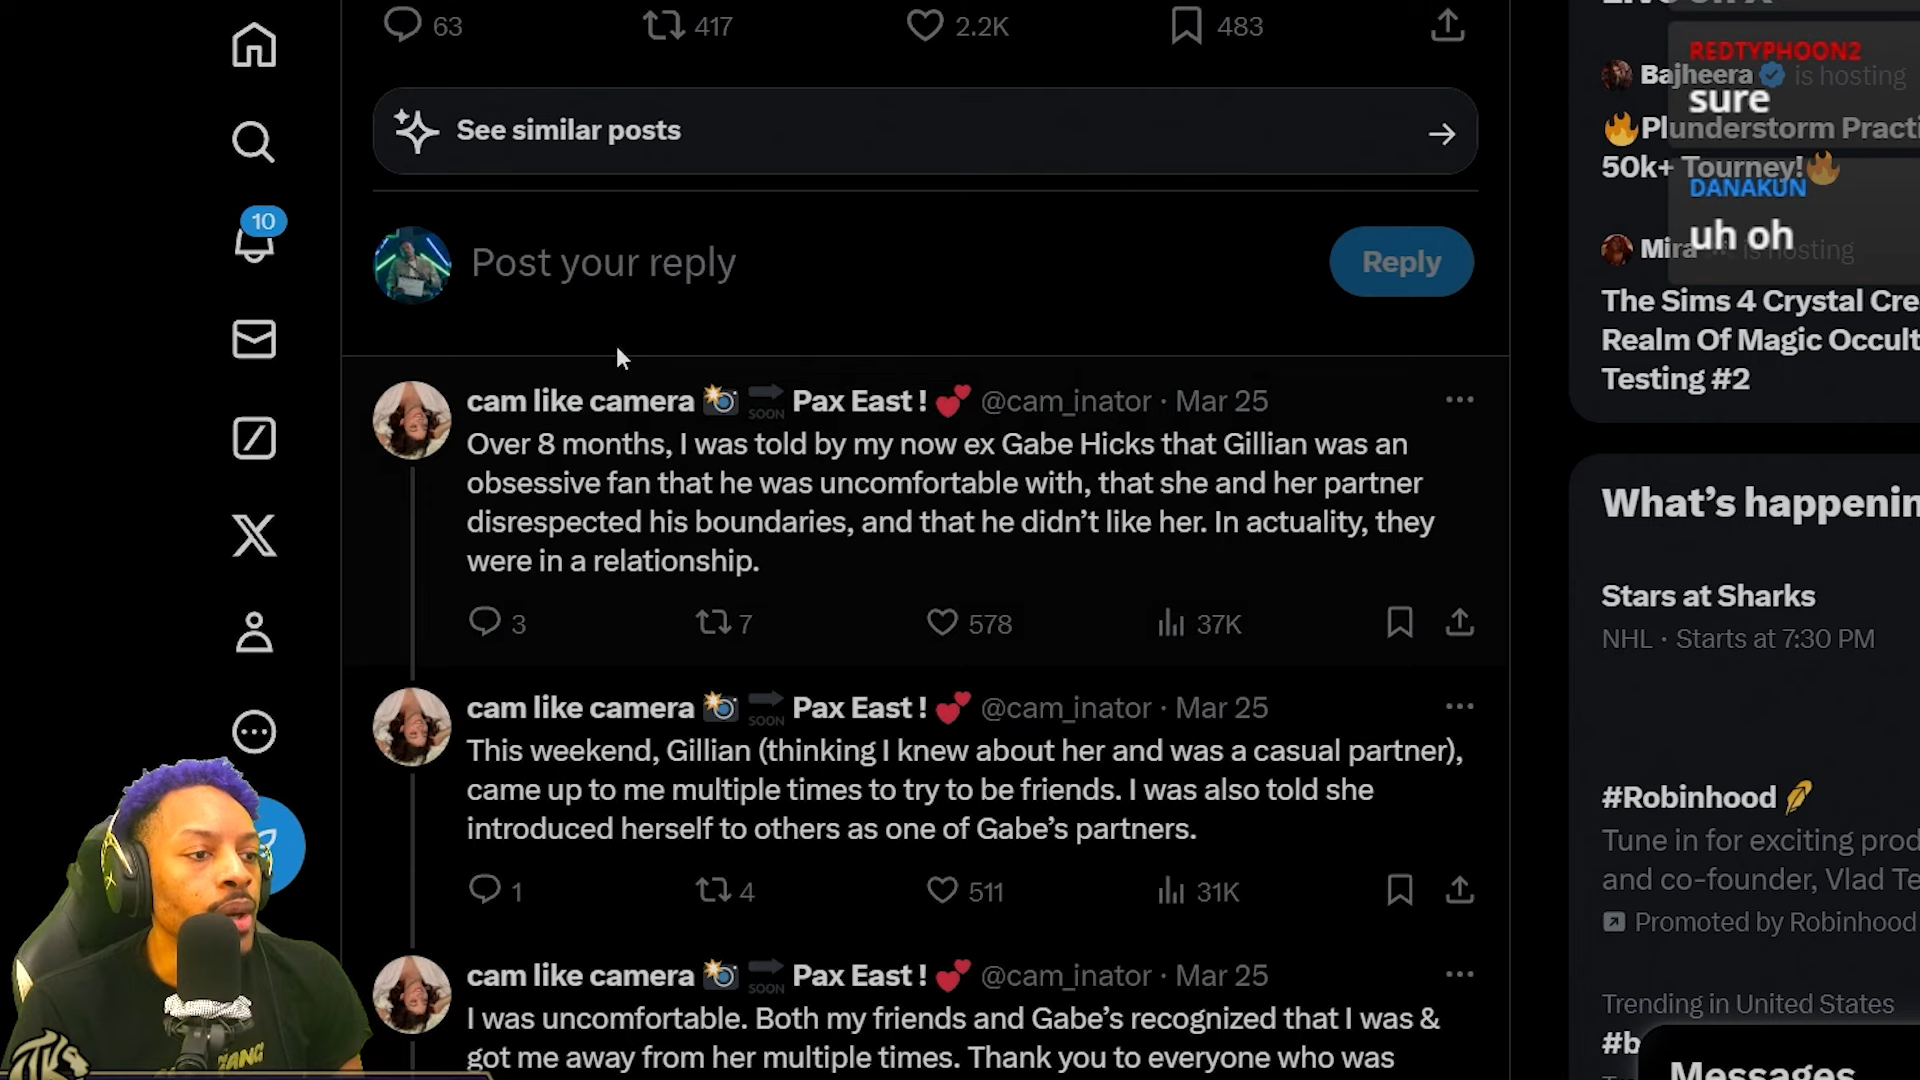 63 417 2.2K 483
See similar posts
10
Post your reply
Reply
cam like camera SOON Pax East ! @cam_inator · Mar 25
Over 8 months, I was told by my now ex Gabe Hicks that Gillian was an
obsessive fan that he was uncomfortable with, that she and her partner
disrespected his boundaries, and that he didn’t like her. In actuality, they
were in a relationship.
3 7 578 37K
cam like camera SOON Pax East ! @cam_inator · Mar 25
This weekend, Gillian (thinking I knew about her and was a casual partner),
came up to me multiple times to try to be friends. I was also told she
introduced herself to others as one of Gabe’s partners.
1 4 511 31K
cam like camera SOON Pax East ! @cam_inator · Mar 25
I was uncomfortable. Both my friends and Gabe’s recognized that I was &
got me away from her multiple times. Thank you to everyone who was
REDTYPHOON2
Bajheera is hosting
sure
Plunderstorm Practi
50k+ Tourney!
DANAKUN
uh oh
Mira is hosting
The Sims 4 Crystal Cre
Realm Of Magic Occult
Testing #2
What’s happenin
Stars at Sharks
NHL · Starts at 7:30 PM
#Robinhood
Tune in for exciting prod
and co-founder, Vlad Te
Promoted by Robinhood
Trending in United States
#b
Messages